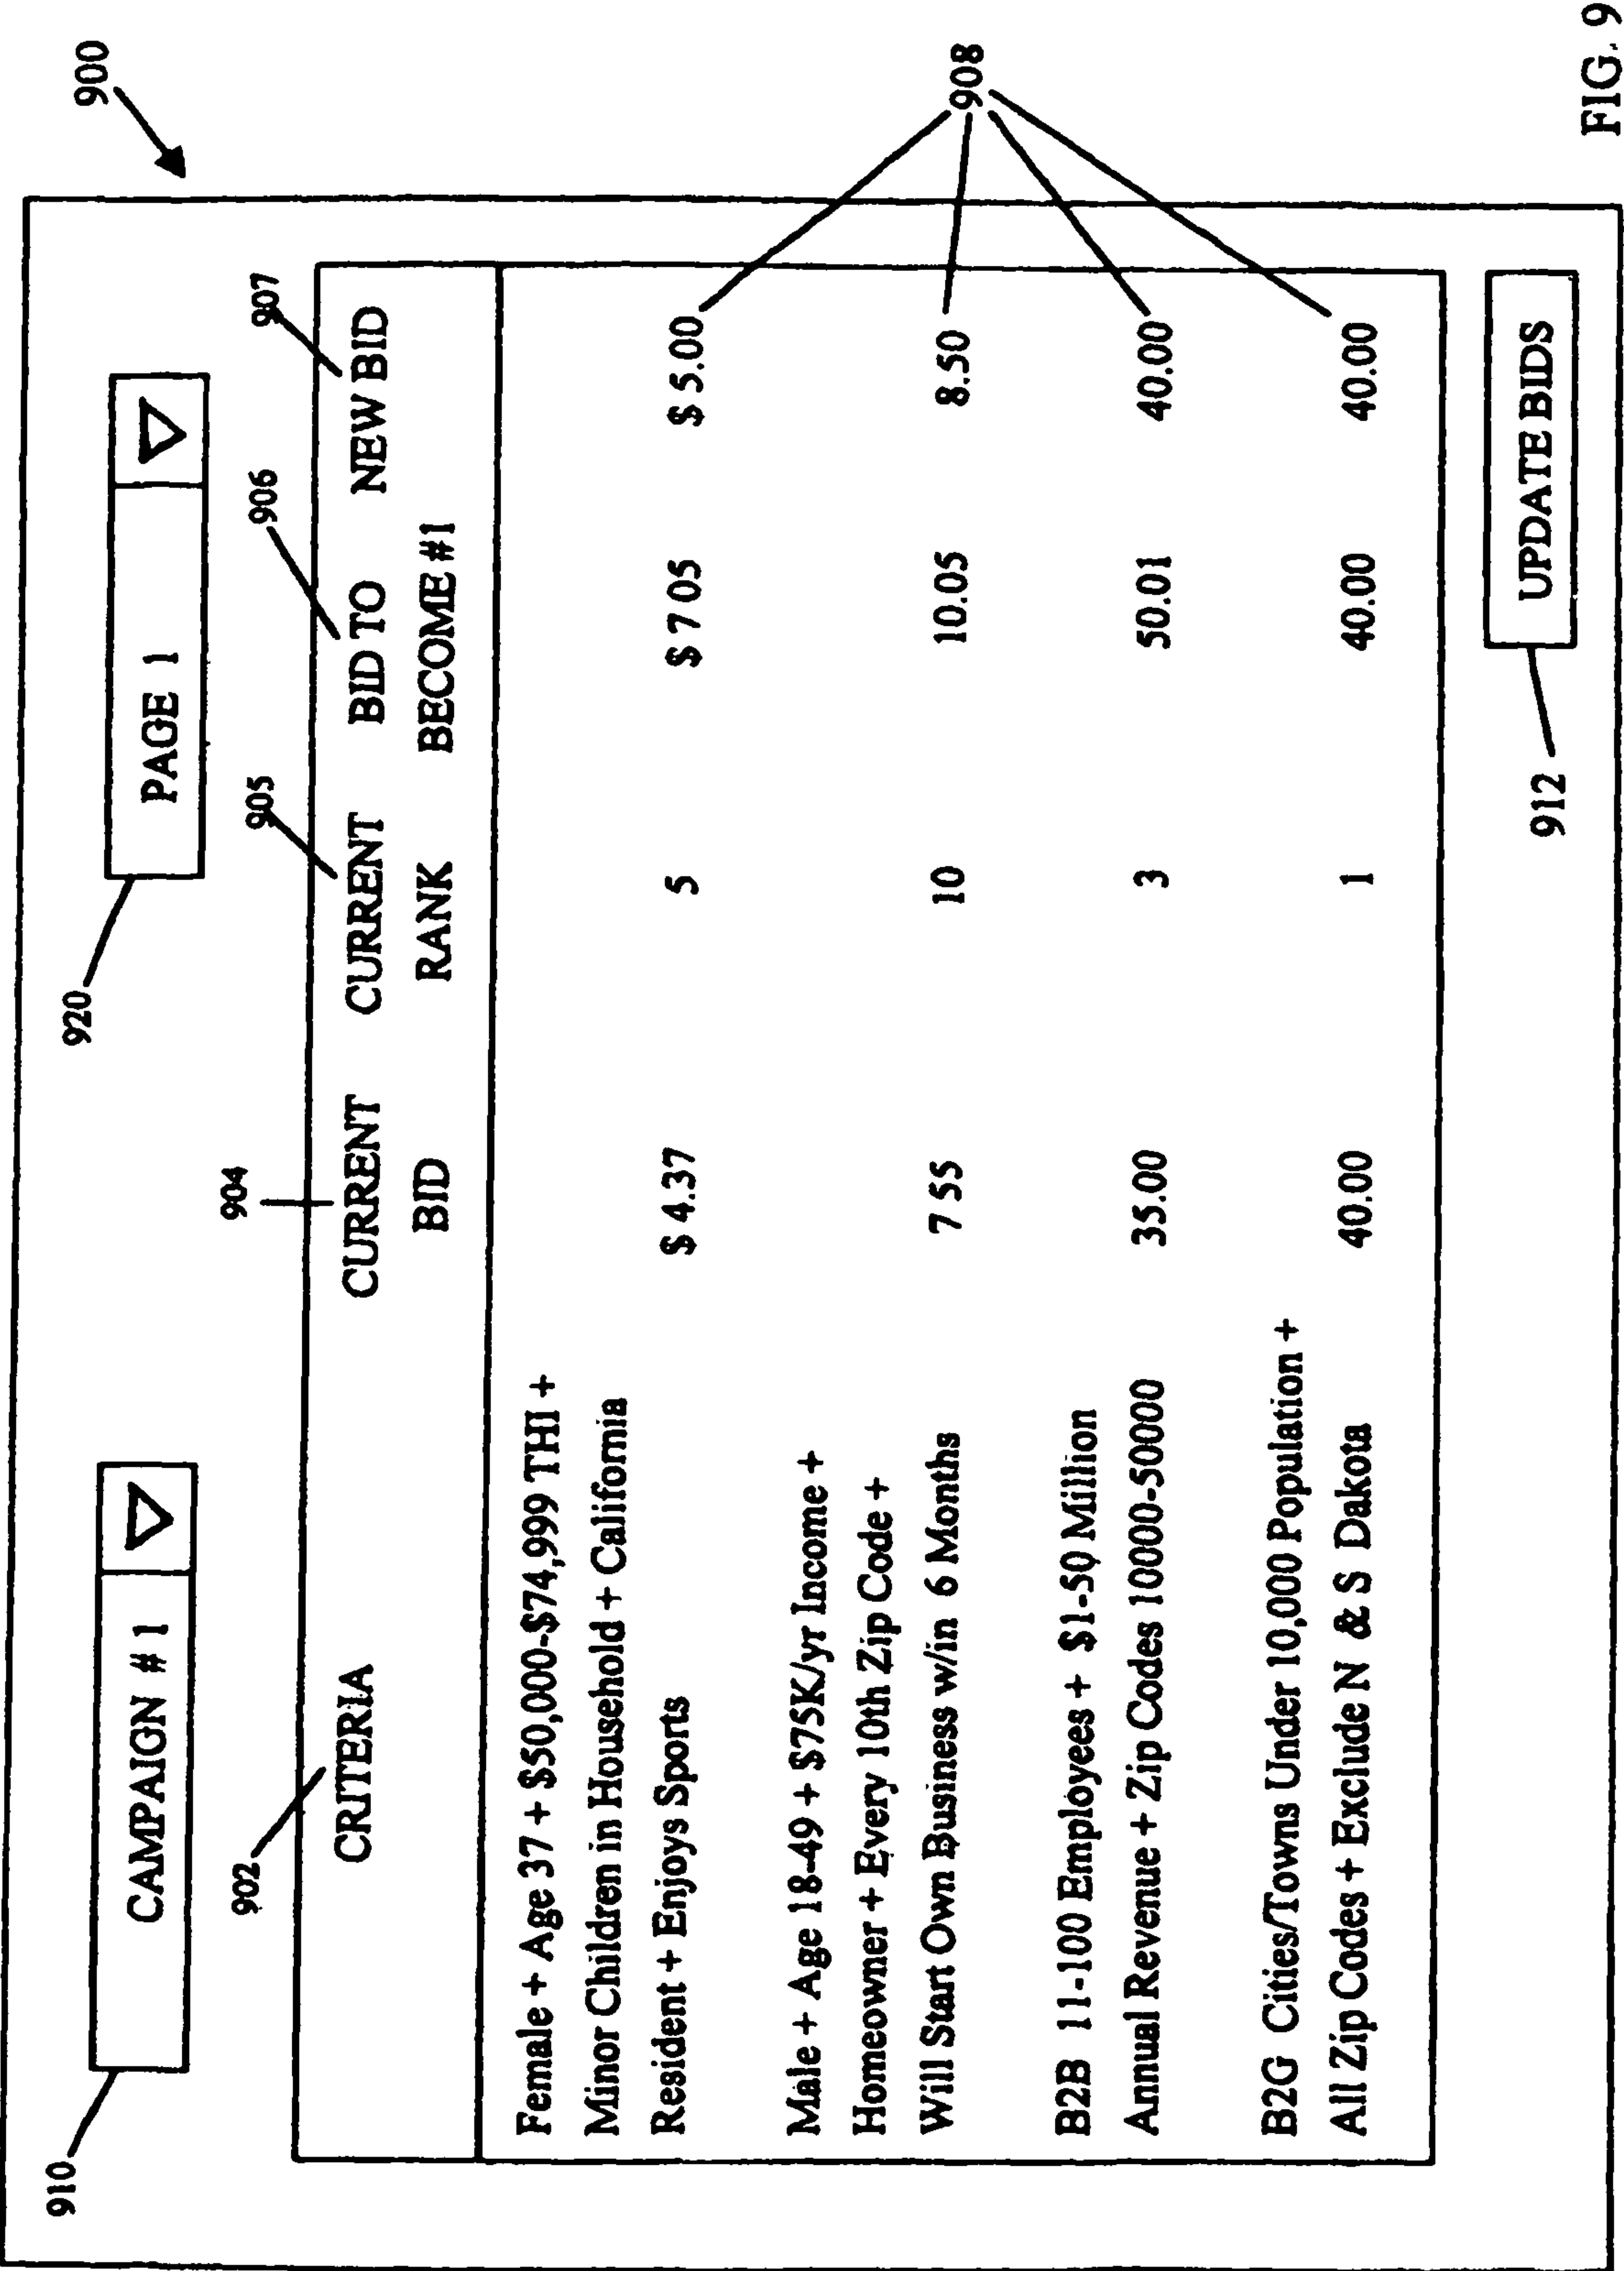 900
910
CAMPAIGN #1
920
PAGE 1
902
904
905
906
907
CRITERIA
CURRENT CURRENT BID TO NEW BID
BID RANK BECOME #1
Female + Age 37 + $50,000-$74,999 THI +
Minor Children in Household + California
Resident + Enjoys Sports $ 4.37 5 $ 7 05 $ 5.00
Male + Age 18-49 + $75K/yr Income +
Homeowner + Every 10th Zip Code +
Will Start Own Business w/in 6 Months 7 55 10 10.05 8.50
908
B2B 11-100 Employees + $1-50 Million
Annual Revenue + Zip Codes 10000-50000 35.00 3 50.01 40.00
B2G Cities/Towns Under 10,000 Population +
All Zip Codes + Exclude N & S Dakota 40.00 1 40.00 40.00
912
UPDATE BIDS
FIG. 9